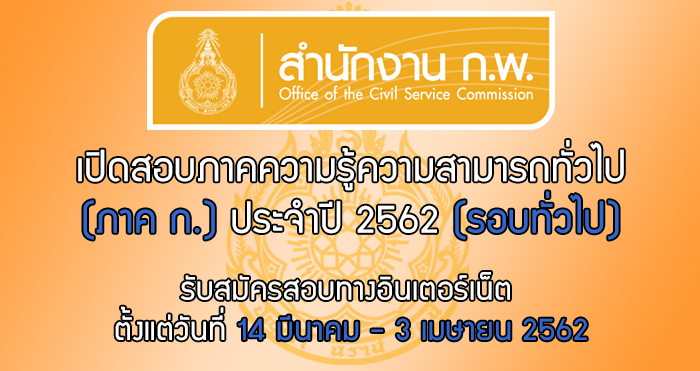 สำนักงาน ก.พ.
Office of the Civil Service Commission
เปิดสอบภาคความรู้ความสามารถทั่วไป
(ภาค ก.) ประจำปี 2562 (รอบทั่วไป)
รับสมัครสอบทางอินเตอร์เน็ต
ตั้งแต่วันที่ 14 มีนาคม - 3 เมษายน 2562